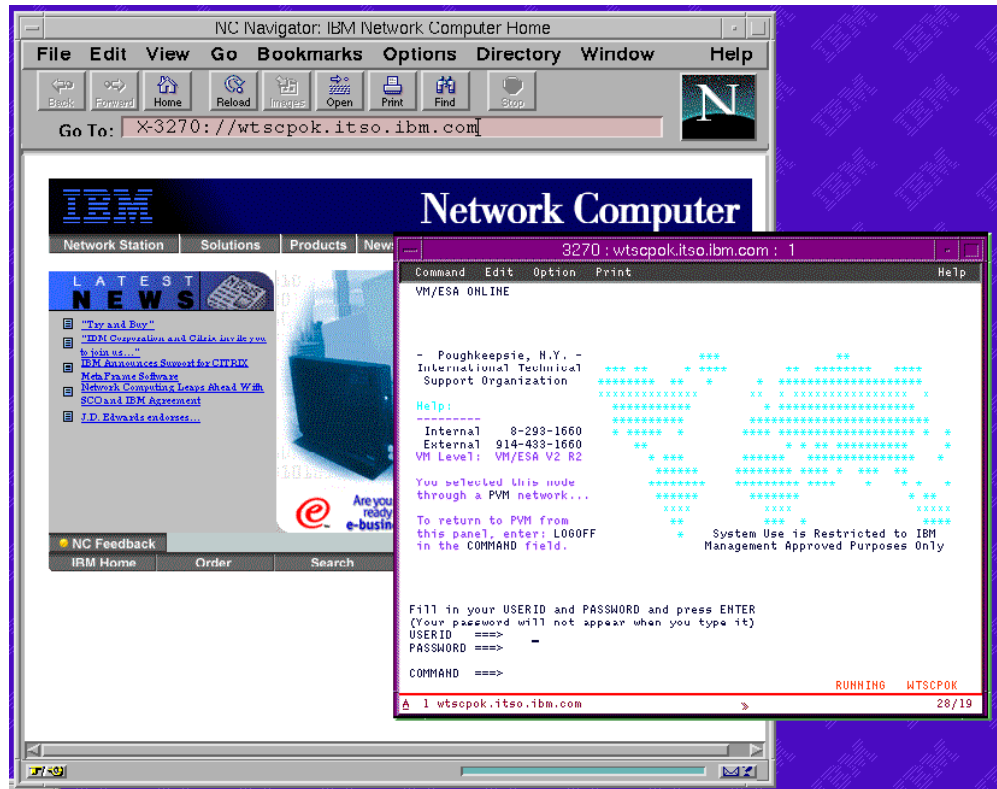 NC Navigator: IBM Network Computer Home
File Edit View Go Bookmarks Options Directory Window Help
Back Forward Home Reload Images Open Print Find Stop
N
Go To: X-3270://wtscpok.itso.ibm.com
IBM Network Computer
Network Station Solutions Products News
LATEST
NEWS
"Try and Buy"
"IBM Corporation and Citrix invite you
to join us..."
IBM Announces Support for CITRIX
MetaFrame Software
Network Computing Leaps Ahead With
SCO and IBM Agreement
J.D. Edwards endorses...
e Are you
ready
e-busin
NC Feedback
IBM Home Order Search
3270 : wtscpok.itso.ibm.com : 1
Command Edit Option Print Help
VM/ESA ONLINE
- Poughkeepsie, N.Y. -
International Technical
Support Organization
Help:
---------
Internal 8-293-1660
External 914-433-1660
VM Level: VM/ESA V2 R2
You selected this node
through a PVM network...
To return to PVM from
this panel, enter: LOGOFF
in the COMMAND field.
System Use is Restricted to IBM
Management Approved Purposes Only
Fill in your USERID and PASSWORD and press ENTER
(Your password will not appear when you type it)
USERID ===>
PASSWORD ===>
COMMAND ===>
RUNNING WTSCPOK
A 1 wtscpok.itso.ibm.com 28/19